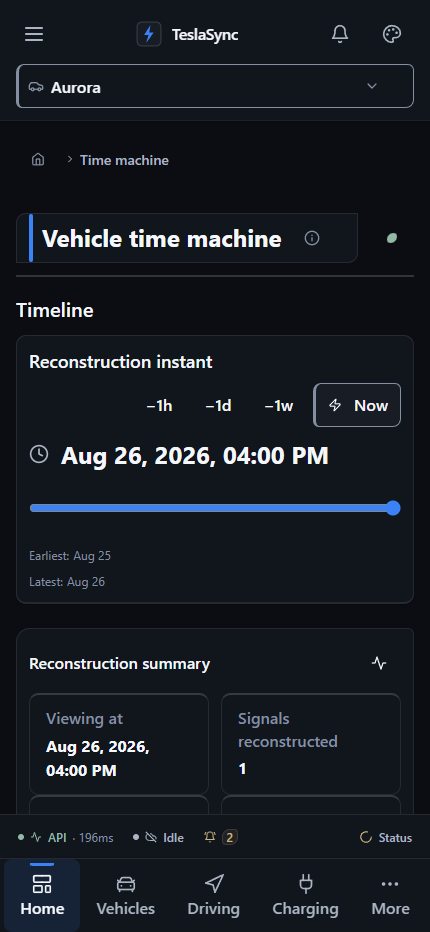 TeslaSync
Aurora
Time machine
Vehicle time machine
Timeline
Reconstruction instant
−1h −1d −1w Now
Aug 26, 2026, 04:00 PM
Earliest: Aug 25
Latest: Aug 26
Reconstruction summary
Viewing at
Aug 26, 2026,
04:00 PM
Signals
reconstructed
1
API · 196ms Idle 2 Status
Home Vehicles Driving Charging More